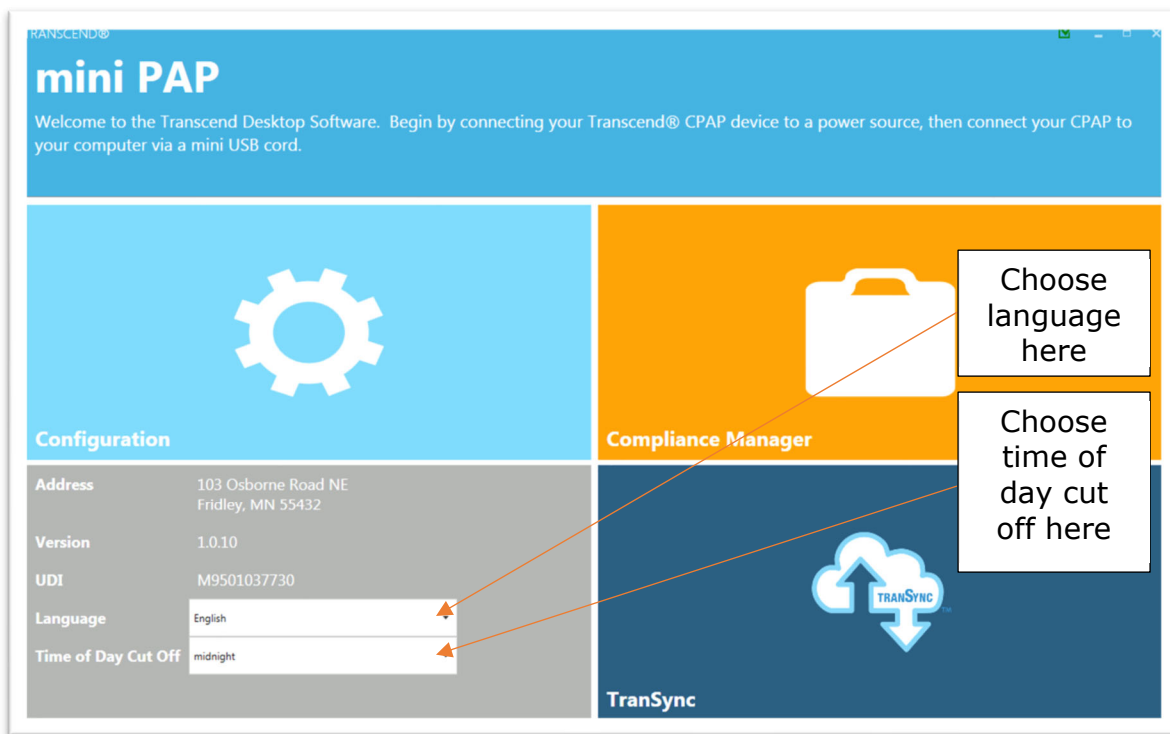 TRANSCEND®
mini PAP
Welcome to the Transcend Desktop Software. Begin by connecting your Transcend® CPAP device to a power source, then connect your CPAP to
your computer via a mini USB cord.
Configuration
Compliance Manager
Choose
language
here
Choose
time of
day cut
off here
Address 103 Osborne Road NE
Fridley, MN 55432
Version 1.0.10
UDI M9501037730
Language English
Time of Day Cut Off midnight
TRANSYNC™
TranSync